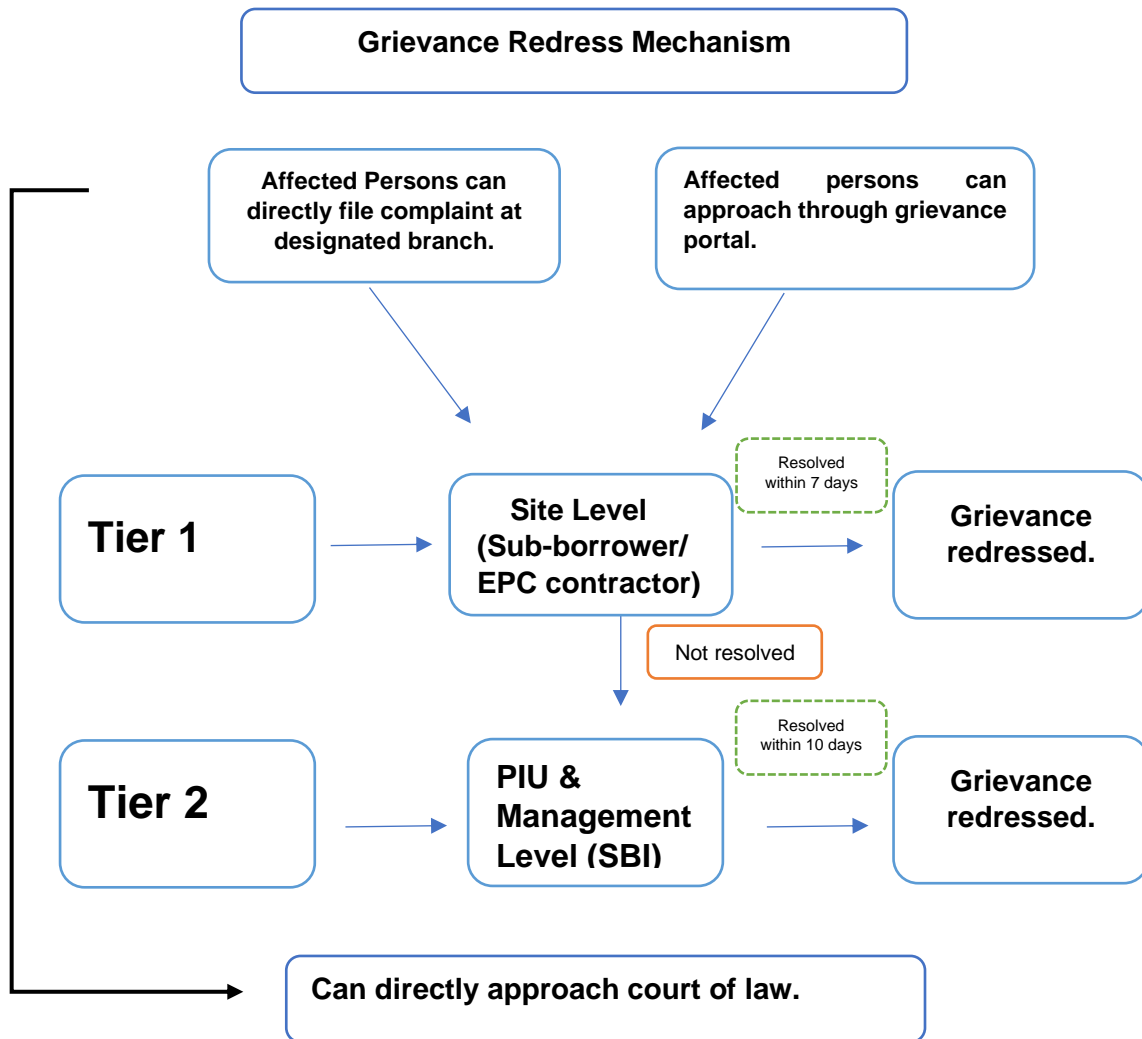 Grievance Redress Mechanism
Affected Persons can
directly file complaint at
designated branch.
Affected persons can
approach through grievance
portal.
Tier 1
Site Level
(Sub-borrower/
EPC contractor)
Resolved
within 7 days
Grievance
redressed.
Not resolved
Tier 2
PIU &
Management
Level (SBI)
Resolved
within 10 days
Grievance
redressed.
Can directly approach court of law.